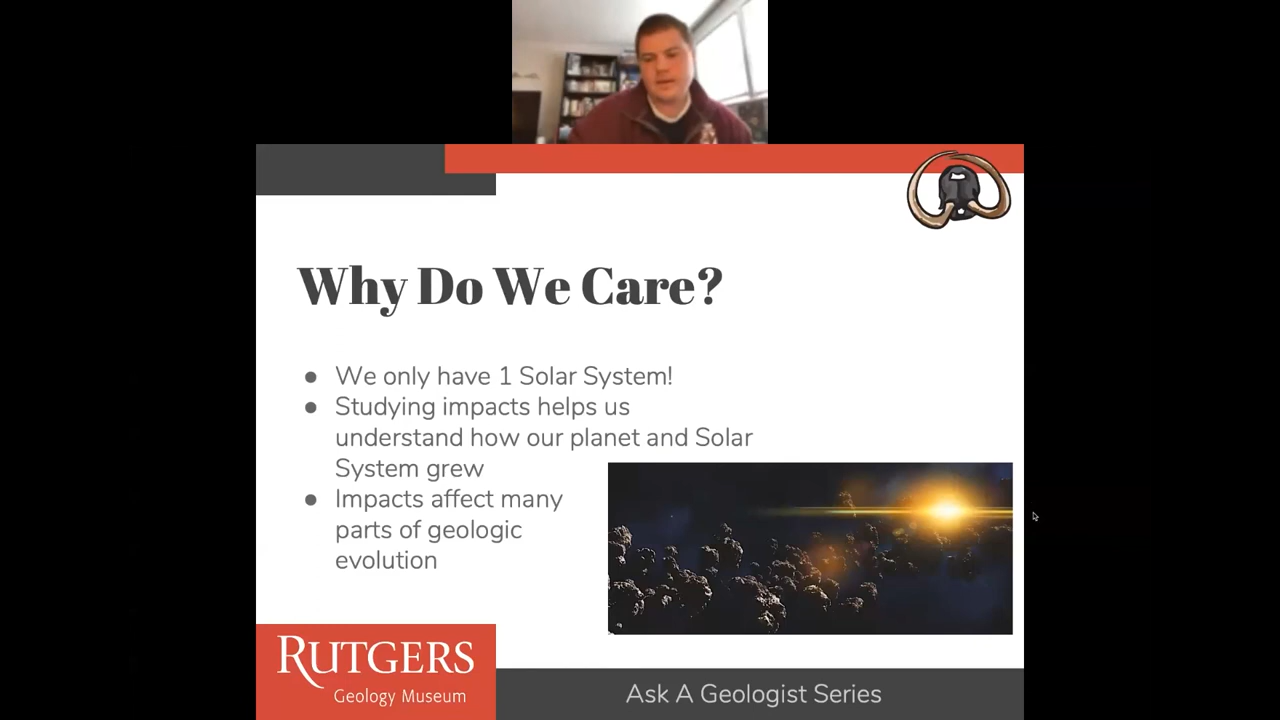 Why Do We Care?
● We only have 1 Solar System!
● Studying impacts helps us
understand how our planet and Solar
System grew
● Impacts affect many
parts of geologic
evolution
RUTGERS
Geology Museum
Ask A Geologist Series